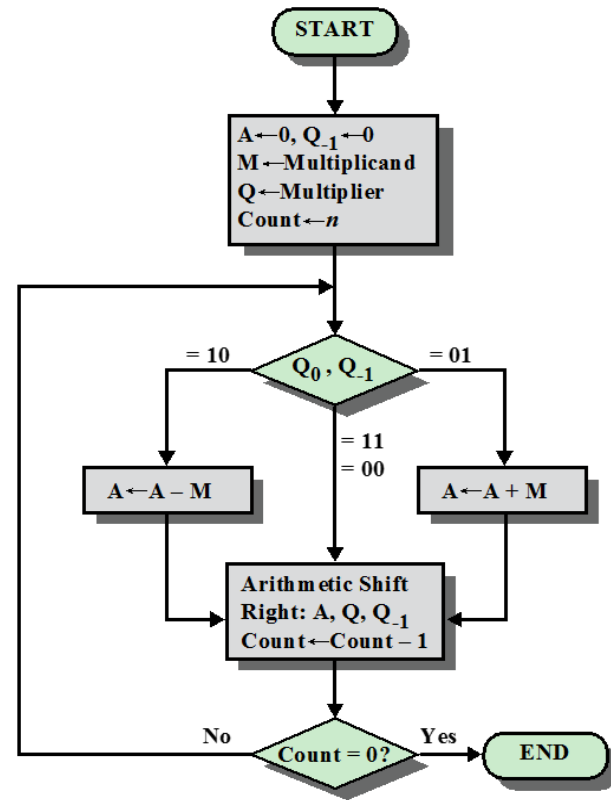 START
A←0, Q-1←0
M←Multiplicand
Q←Multiplier
Count←n
= 10
Q0 , Q-1
= 01
= 11
= 00
A←A – M
A←A + M
Arithmetic Shift
Right: A, Q, Q-1
Count←Count – 1
No
Count = 0?
Yes
END